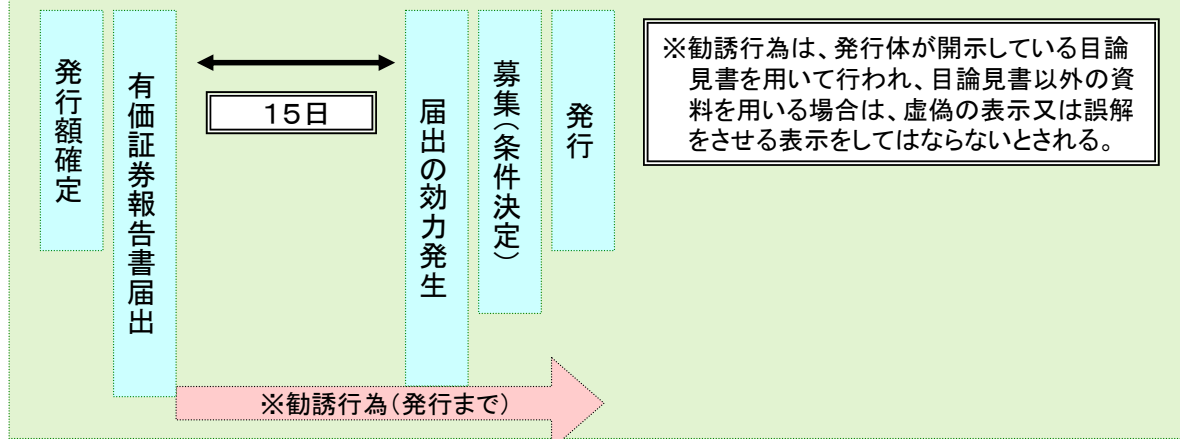 発行額確定
有価証券報告書届出
15日
届出の効力発生
募集(条件決定)
発行
※勧誘行為は、発行体が開示している目論
見書を用いて行われ、目論見書以外の資
料を用いる場合は、虚偽の表示又は誤解
をさせる表示をしてはならないとされる。
※勧誘行為(発行まで)